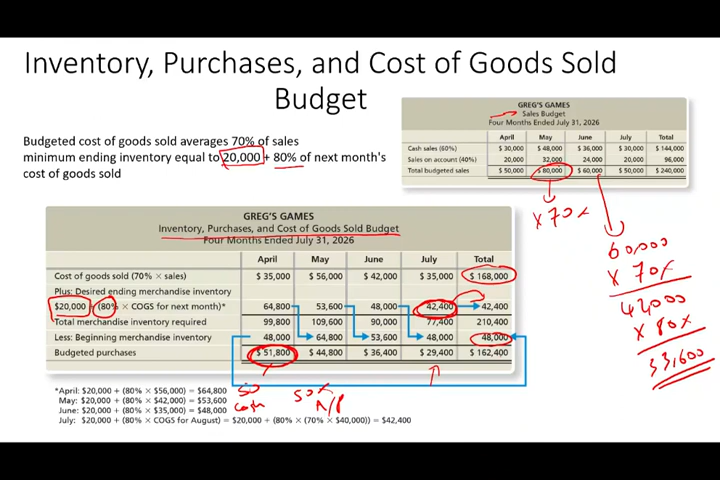 Inventory, Purchases, and Cost of Goods Sold
Budget
Budgeted cost of goods sold averages 70% of sales
minimum ending inventory equal to 20,000 + 80% of next month's
cost of goods sold
GREG'S GAMES
Sales Budget
Four Months Ended July 31, 2026
April May June July Total
Cash sales (60%) $ 30,000 $ 48,000 $ 36,000 $ 30,000 $ 144,000
Sales on account (40%) 20,000 32,000 24,000 20,000 96,000
Total budgeted sales $ 50,000 $ 80,000 $ 60,000 $ 50,000 $ 240,000
x 70%
60,000
x 70%
42,000
x 80%
33,600
GREG'S GAMES
Inventory, Purchases, and Cost of Goods Sold Budget
Four Months Ended July 31, 2026
April May June July Total
Cost of goods sold (70% × sales) $ 35,000 $ 56,000 $ 42,000 $ 35,000 $ 168,000
Plus: Desired ending merchandise inventory
$20,000 + (80% × COGS for next month)* 64,800 53,600 48,000 42,400 42,400
Total merchandise inventory required 99,800 109,600 90,000 77,400 210,400
Less: Beginning merchandise inventory 48,000 64,800 53,600 48,000 48,000
Budgeted purchases $ 51,800 $ 44,800 $ 36,400 $ 29,400 $ 162,400
50 50%
Cash A/P
*April: $20,000 + (80% × $56,000) = $64,800
May: $20,000 + (80% × $42,000) = $53,600
June: $20,000 + (80% × $35,000) = $48,000
July: $20,000 + (80% × COGS for August) = $20,000 + (80% × (70% × $40,000)) = $42,400